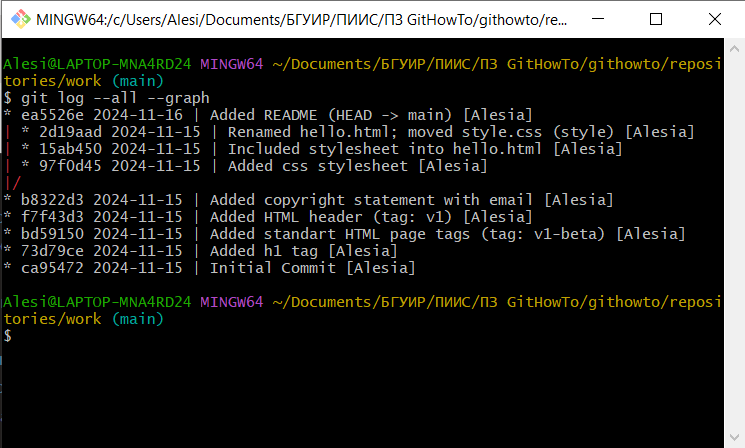 MINGW64:/c/Users/Alesi/Documents/БГУИР/ПИИС/ПЗ GitHowTo/githowto/re...
Alesi@LAPTOP-MNA4RD24 MINGW64 ~/Documents/БГУИР/ПИИС/ПЗ GitHowTo/githowto/reposi
tories/work (main)
$ git log --all --graph
* ea5526e 2024-11-16 | Added README (HEAD -> main) [Alesia]
| * 2d19aad 2024-11-15 | Renamed hello.html; moved style.css (style) [Alesia]
| * 15ab450 2024-11-15 | Included stylesheet into hello.html [Alesia]
| * 97f0d45 2024-11-15 | Added css stylesheet [Alesia]
|/
* b8322d3 2024-11-15 | Added copyright statement with email [Alesia]
* f7f43d3 2024-11-15 | Added HTML header (tag: v1) [Alesia]
* bd59150 2024-11-15 | Added standart HTML page tags (tag: v1-beta) [Alesia]
* 73d79ce 2024-11-15 | Added h1 tag [Alesia]
* ca95472 2024-11-15 | Initial Commit [Alesia]
Alesi@LAPTOP-MNA4RD24 MINGW64 ~/Documents/БГУИР/ПИИС/ПЗ GitHowTo/githowto/reposi
tories/work (main)
$